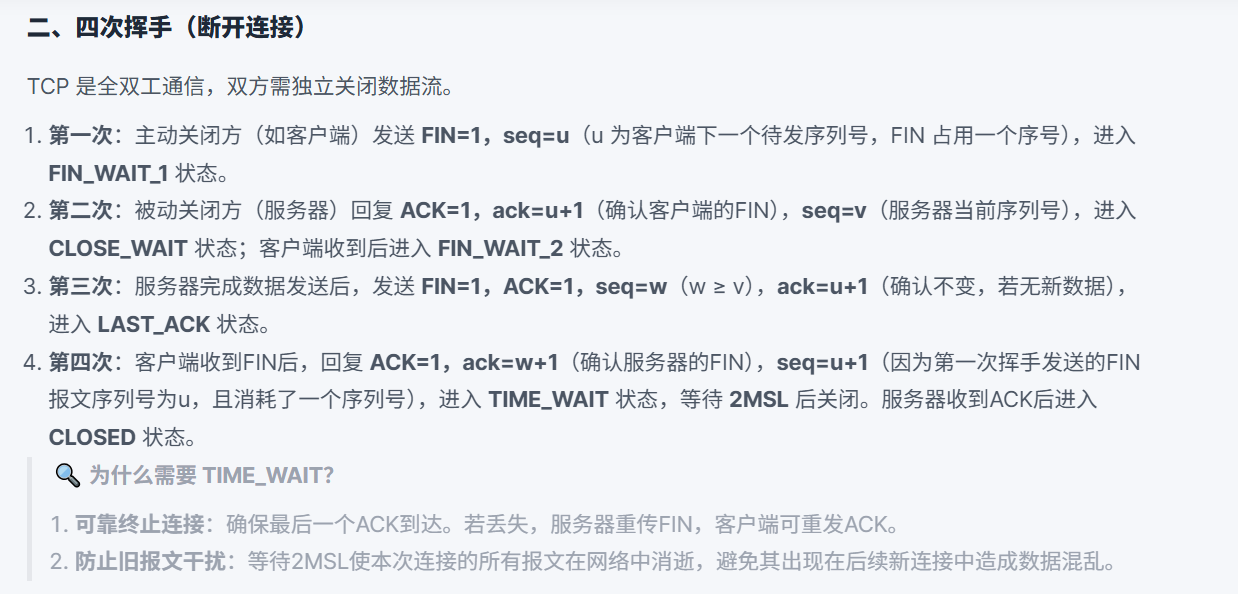 二、四次挥手（断开连接）
TCP 是全双工通信，双方需独立关闭数据流。
1. 第一次：主动关闭方（如客户端）发送 FIN=1，seq=u（u 为客户端下一个待发序列号，FIN 占用一个序号），进入
FIN_WAIT_1 状态。
2. 第二次：被动关闭方（服务器）回复 ACK=1，ack=u+1（确认客户端的FIN），seq=v（服务器当前序列号），进入
CLOSE_WAIT 状态；客户端收到后进入 FIN_WAIT_2 状态。
3. 第三次：服务器完成数据发送后，发送 FIN=1，ACK=1，seq=w（w ≥ v），ack=u+1（确认不变，若无新数据），
进入 LAST_ACK 状态。
4. 第四次：客户端收到FIN后，回复 ACK=1，ack=w+1（确认服务器的FIN），seq=u+1（因为第一次挥手发送的FIN
报文序列号为u，且消耗了一个序列号），进入 TIME_WAIT 状态，等待 2MSL 后关闭。服务器收到ACK后进入
CLOSED 状态。
🔍 为什么需要 TIME_WAIT？
1. 可靠终止连接：确保最后一个ACK到达。若丢失，服务器重传FIN，客户端可重发ACK。
2. 防止旧报文干扰：等待2MSL使本次连接的所有报文在网络中消逝，避免其出现在后续新连接中造成数据混乱。